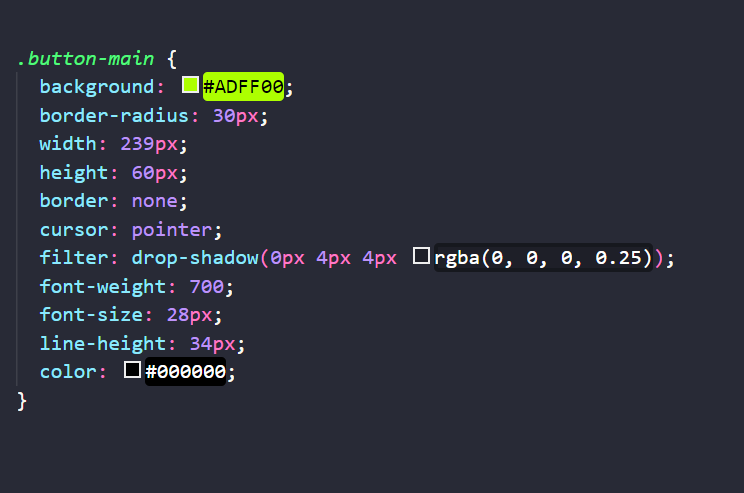 .button-main {
  background: #ADFF00;
  border-radius: 30px;
  width: 239px;
  height: 60px;
  border: none;
  cursor: pointer;
  filter: drop-shadow(0px 4px 4px rgba(0, 0, 0, 0.25));
  font-weight: 700;
  font-size: 28px;
  line-height: 34px;
  color: #000000;
}